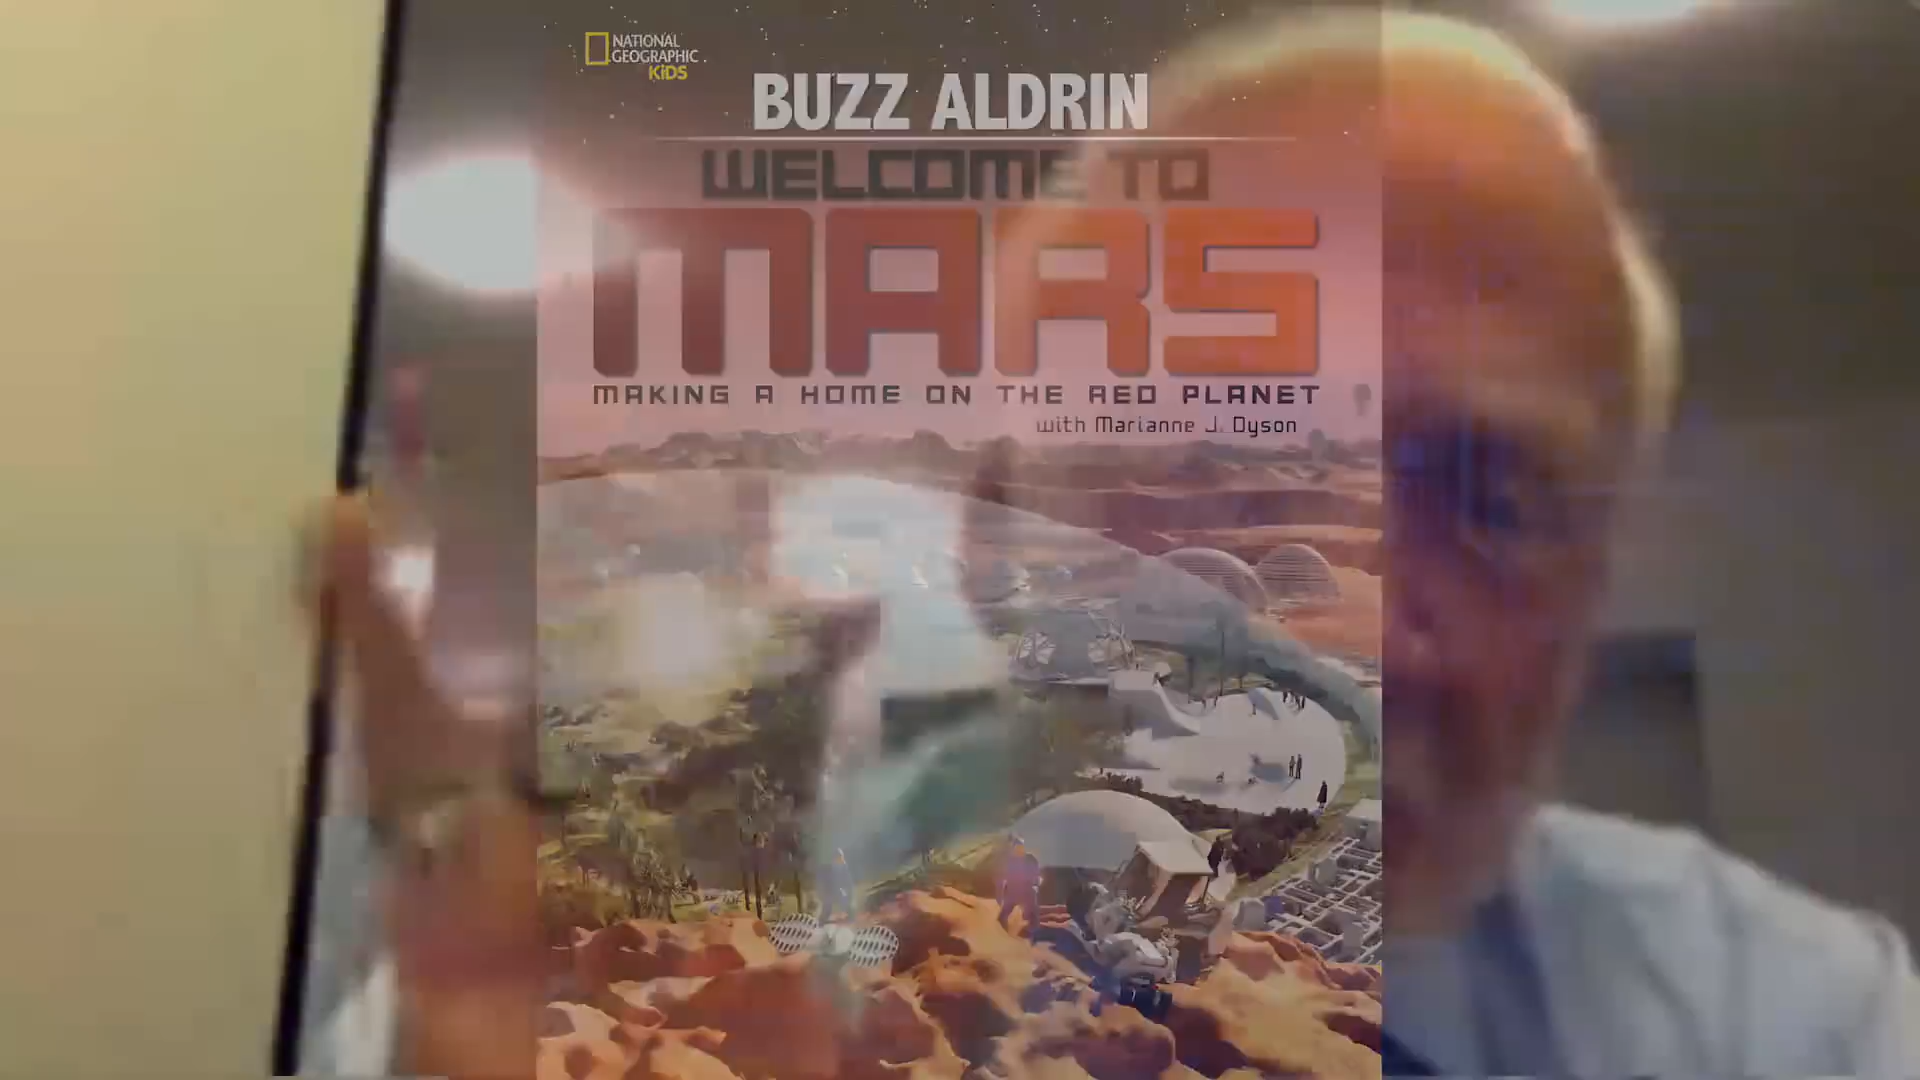 NATIONAL
GEOGRAPHIC
KiDS
BUZZ ALDRIN
WELCOME TO
MARS
MAKING A HOME ON THE RED PLANET
with Marianne J. Dyson